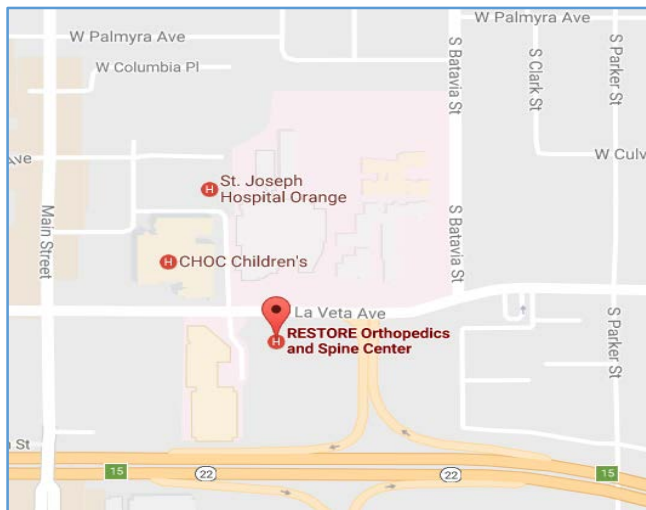 W Palmyra Ave
W Palmyra Ave
W Columbia Pl
S Batavia St
S Clark St
S Parker St
Ave
W Culv
H
St. Joseph
Hospital Orange
Main Street
S Batavia St
H
CHOC Children's
La Veta Ave
H
RESTORE Orthopedics
and Spine Center
S Parker St
St
15
22
22
15